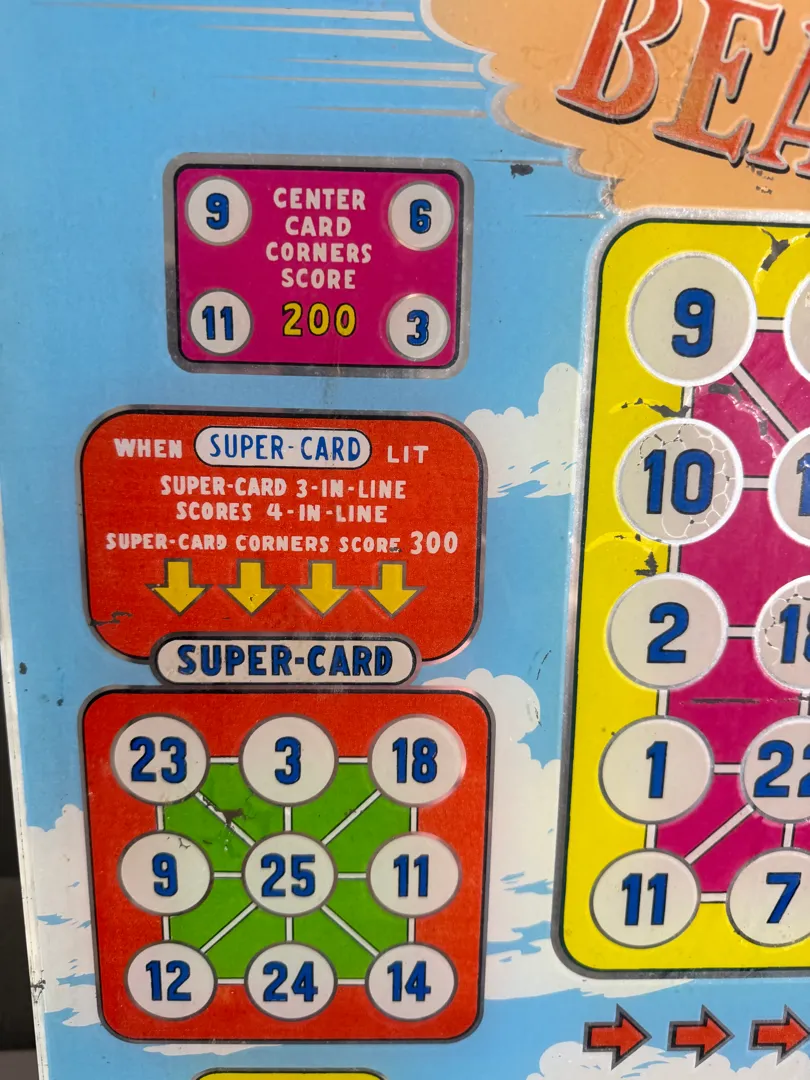 BEA
9 CENTER 6
CARD
CORNERS
SCORE
11 200 3
WHEN SUPER-CARD LIT
SUPER-CARD 3-IN-LINE
SCORES 4-IN-LINE
SUPER-CARD CORNERS SCORE 300
SUPER-CARD
23 3 18
9 25 11
12 24 14
9
10
2
1 22
11 7